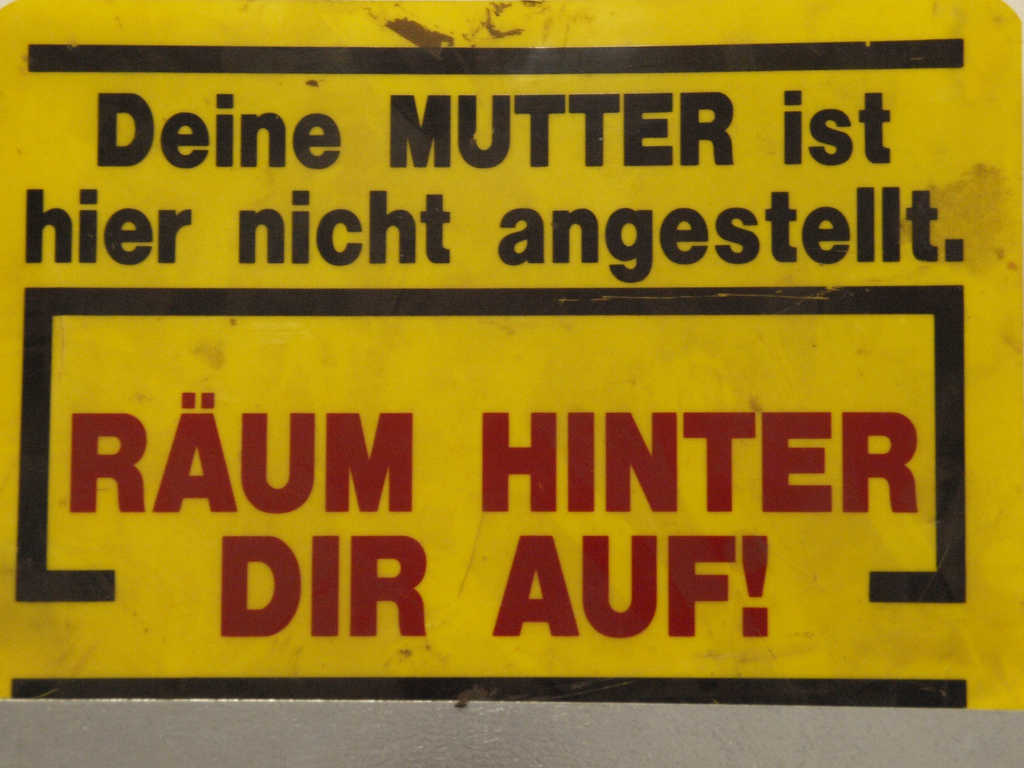 Deine MUTTER ist
hier nicht angestellt.
RÄUM HINTER
DIR AUF!